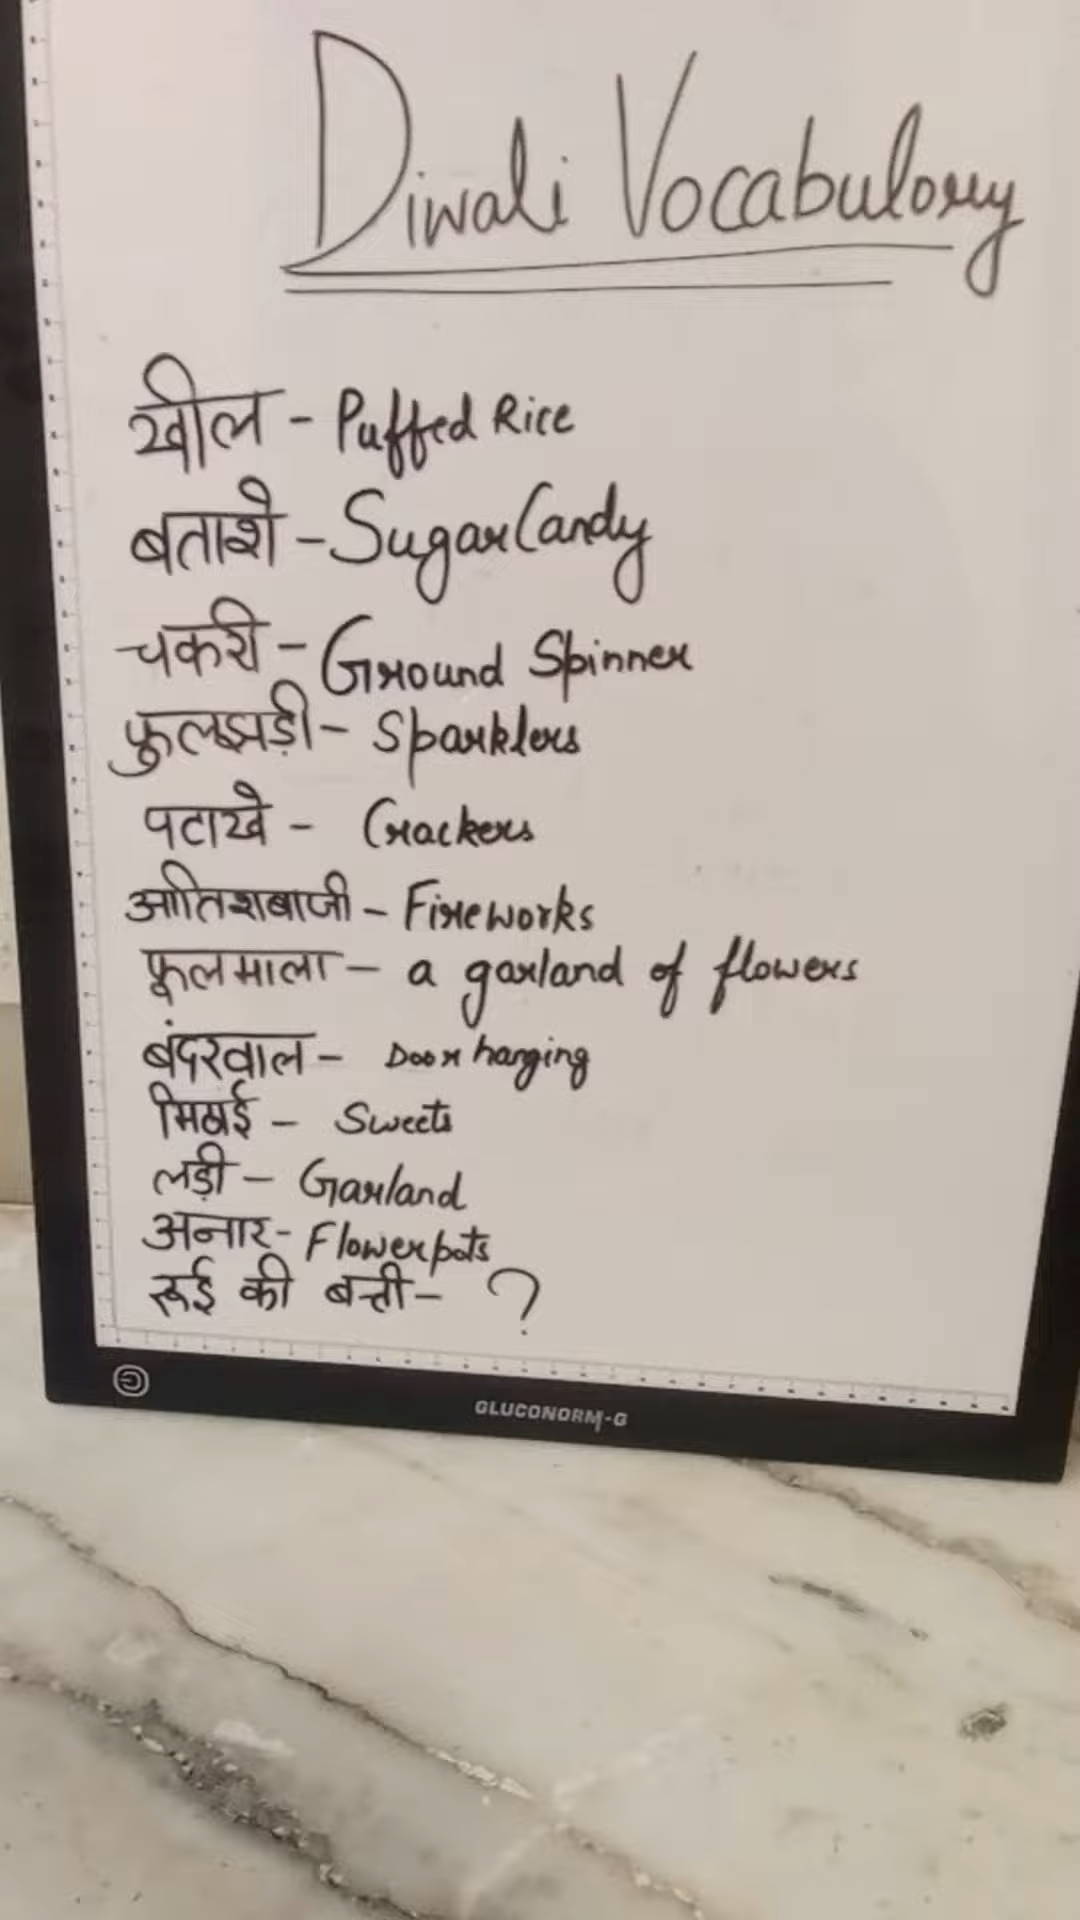 Diwali Vocabulory
खील - Puffed Rice
बताशे - Sugar Candy
चकरी - Ground Spinner
फुलझड़ी - Sparklers
पटाखे - Crackers
आतिशबाजी - Fireworks
फूलमाला - a garland of flowers
बंदरवाल - Door hanging
मिठाई - Sweets
लड़ी - Garland
अनार - Flowerpots
रूई की बत्ती - ?
GLUCONORM-G